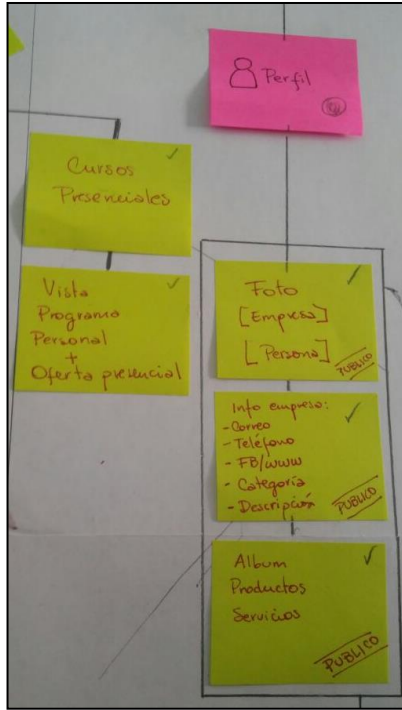 Perfil
Cursos
Presenciales
Vista
Programa
Personal
+
Oferta presencial
Foto
[Empresa]
[Persona]
PUBLICO
Info empresa:
- Correo
- Teléfono
- FB/www
- Categoría
- Descripción
PUBLICO
Album
Productos
Servicios
PUBLICO